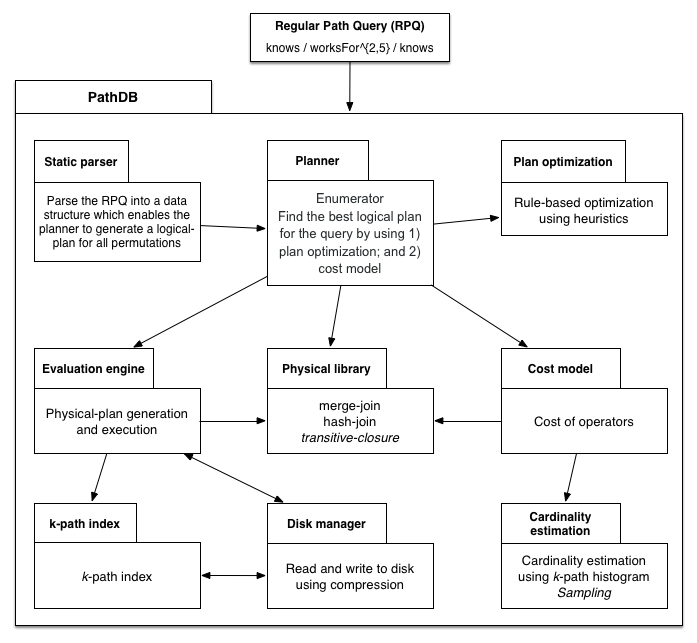 Regular Path Query (RPQ)
knows / worksFor^{2,5} / knows
PathDB
Static parser
Parse the RPQ into a data
structure which enables the
planner to generate a logical-
plan for all permutations
Planner
Enumerator
Find the best logical plan
for the query by using 1)
plan optimization; and 2)
cost model
Plan optimization
Rule-based optimization
using heuristics
Evaluation engine
Physical-plan generation
and execution
Physical library
merge-join
hash-join
transitive-closure
Cost model
Cost of operators
k-path index
k-path index
Disk manager
Read and write to disk
using compression
Cardinality
estimation
Cardinality estimation
using k-path histogram
Sampling